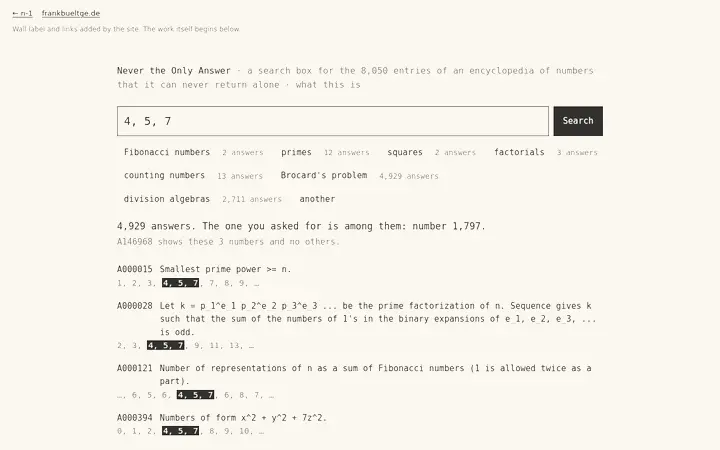 ← n-1 frankbueltge.de
Wall label and links added by the site. The work itself begins below.
Never the Only Answer · a search box for the 8,050 entries of an encyclopedia of numbers
that it can never return alone · what this is
4, 5, 7
Search
Fibonacci numbers 2 answers primes 12 answers squares 2 answers factorials 3 answers
counting numbers 13 answers Brocard's problem 4,929 answers
division algebras 2,711 answers another
4,929 answers. The one you asked for is among them: number 1,797.
A146968 shows these 3 numbers and no others.
A000015 Smallest prime power >= n.
1, 2, 3, 4, 5, 7, 7, 8, 9, …
A000028 Let k = p_1^e_1 p_2^e_2 p_3^e_3 ... be the prime factorization of n. Sequence gives k
such that the sum of the numbers of 1's in the binary expansions of e_1, e_2, e_3, ...
is odd.
2, 3, 4, 5, 7, 9, 11, 13, …
A000121 Number of representations of n as a sum of Fibonacci numbers (1 is allowed twice as a
part).
…, 6, 5, 6, 4, 5, 7, 6, 8, 7, …
A000394 Numbers of form x^2 + y^2 + 7z^2.
0, 1, 2, 4, 5, 7, 8, 9, 10, …